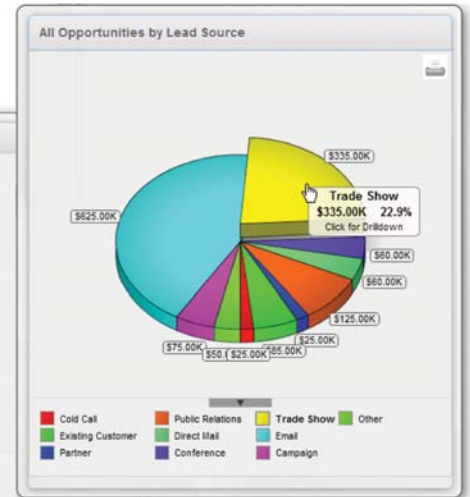 All Opportunities by Lead Source
$335.00K
Trade Show
$335.00K 22.9%
Click for Drilldown
$625.00K
$60.00K
$60.00K
$125.00K
$25.00K
$85.00K
$25.00K
$50.
$75.00K
Cold Call
Public Relations
Trade Show
Other
Existing Customer
Direct Mail
Email
Partner
Conference
Campaign